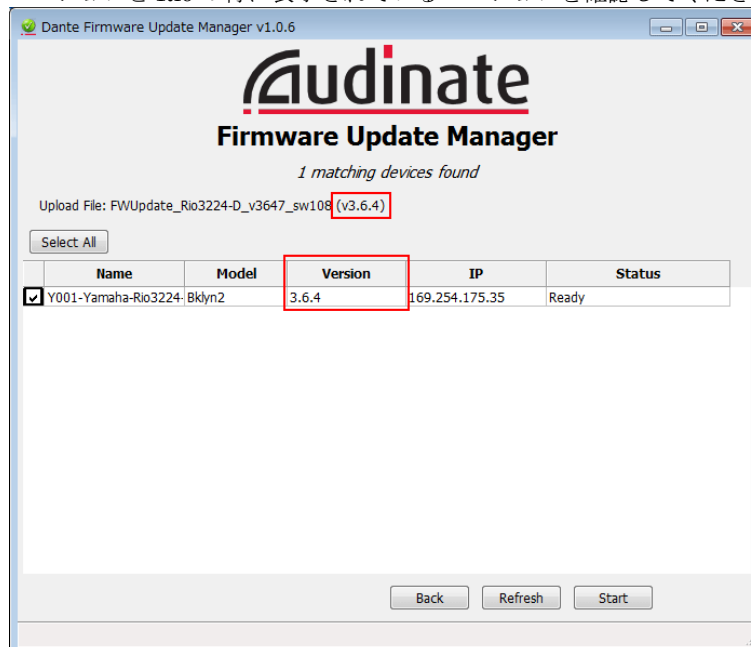 Dante Firmware Update Manager v1.0.6
Audinate
Firmware Update Manager
1 matching devices found
Upload File: FWUpdate_Rio3224-D_v3647_sw108 (v3.6.4)
Select All
Name Model Version IP Status
Y001-Yamaha-Rio3224- Bklyn2 3.6.4 169.254.175.35 Ready
Back Refresh Start